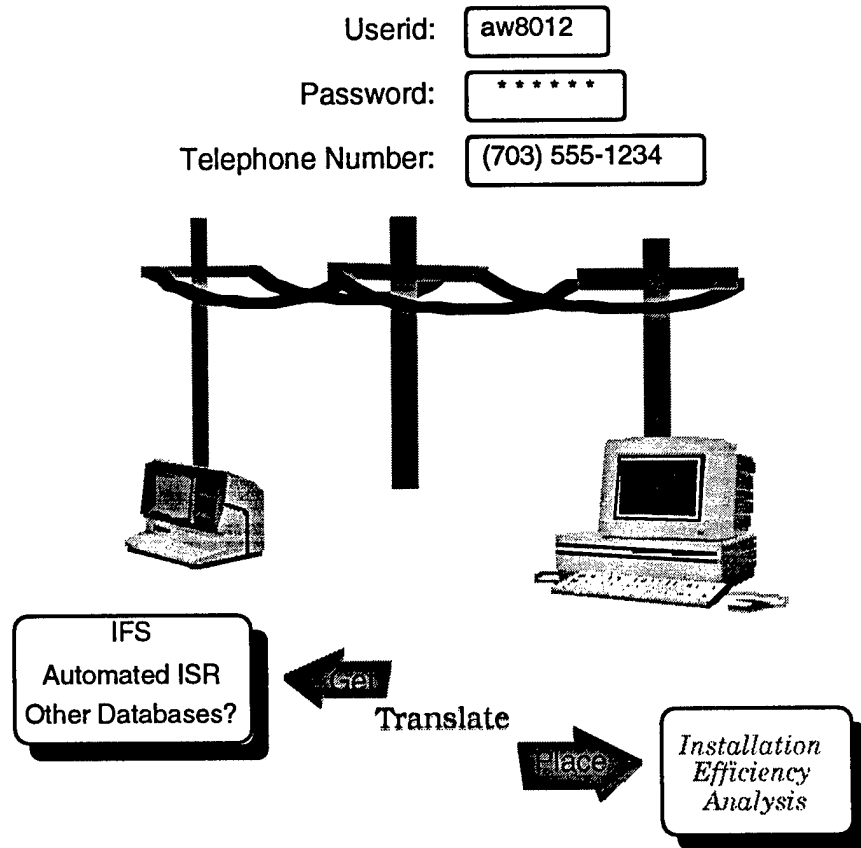 Userid: aw8012
Password: * * * * * *
Telephone Number: (703) 555-1234
IFS
Automated ISR
Other Databases?
Get
Translate
Place
Installation
Efficiency
Analysis